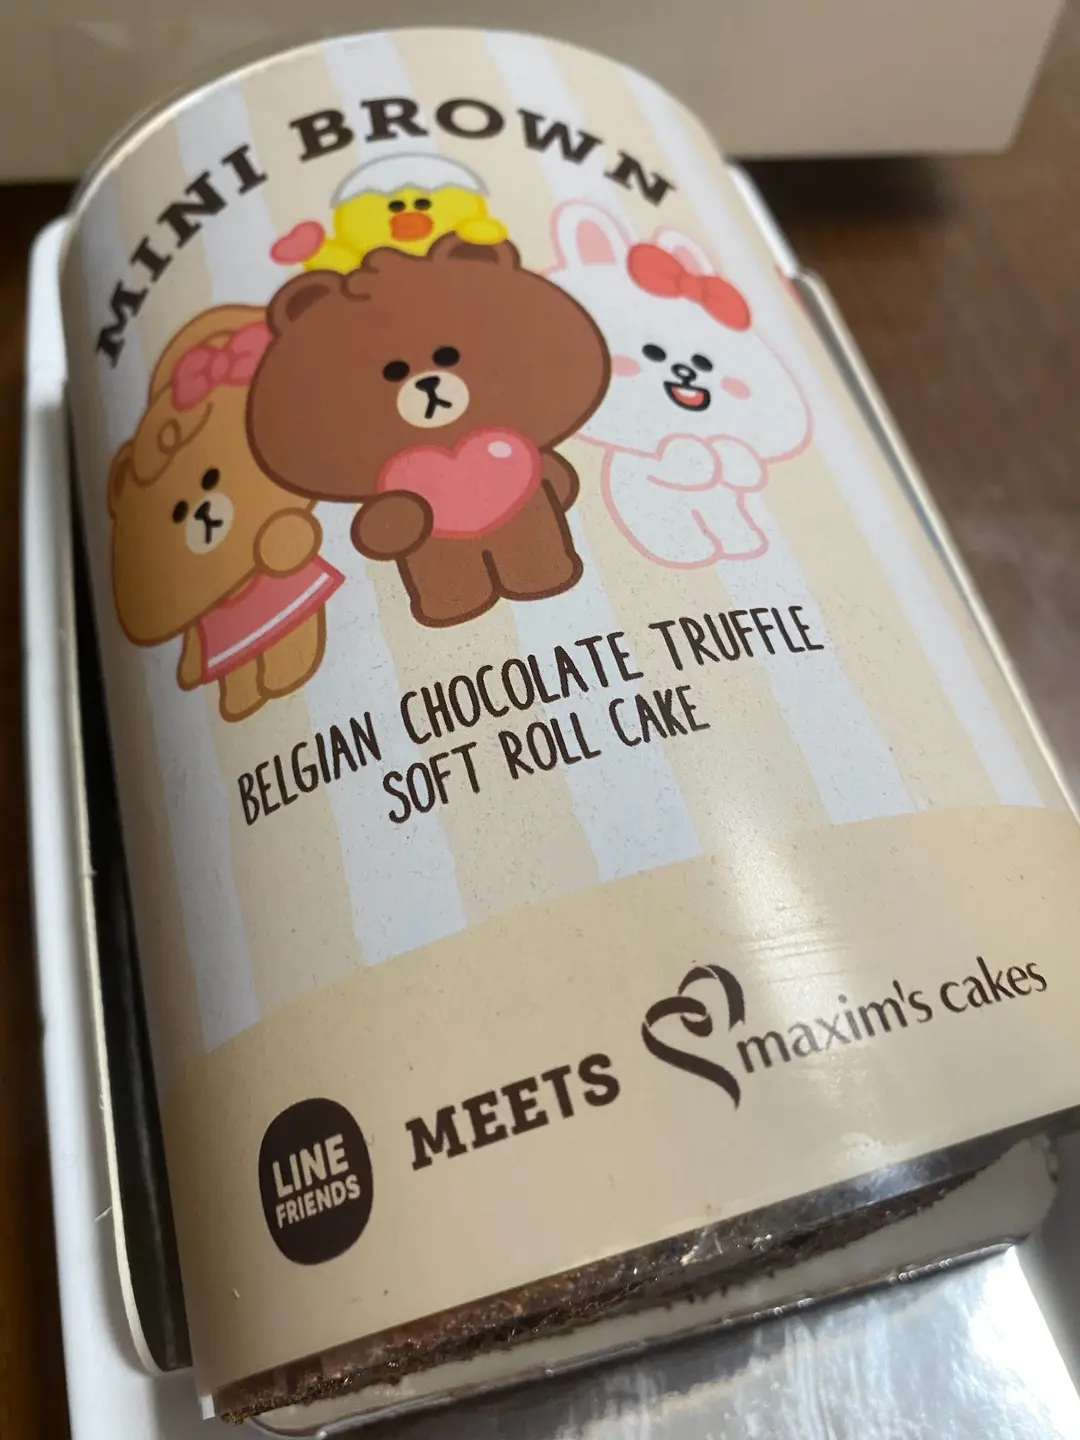 MINI BROWN
BELGIAN CHOCOLATE TRUFFLE
SOFT ROLL CAKE
LINE
FRIENDS
MEETS
maxim's cakes